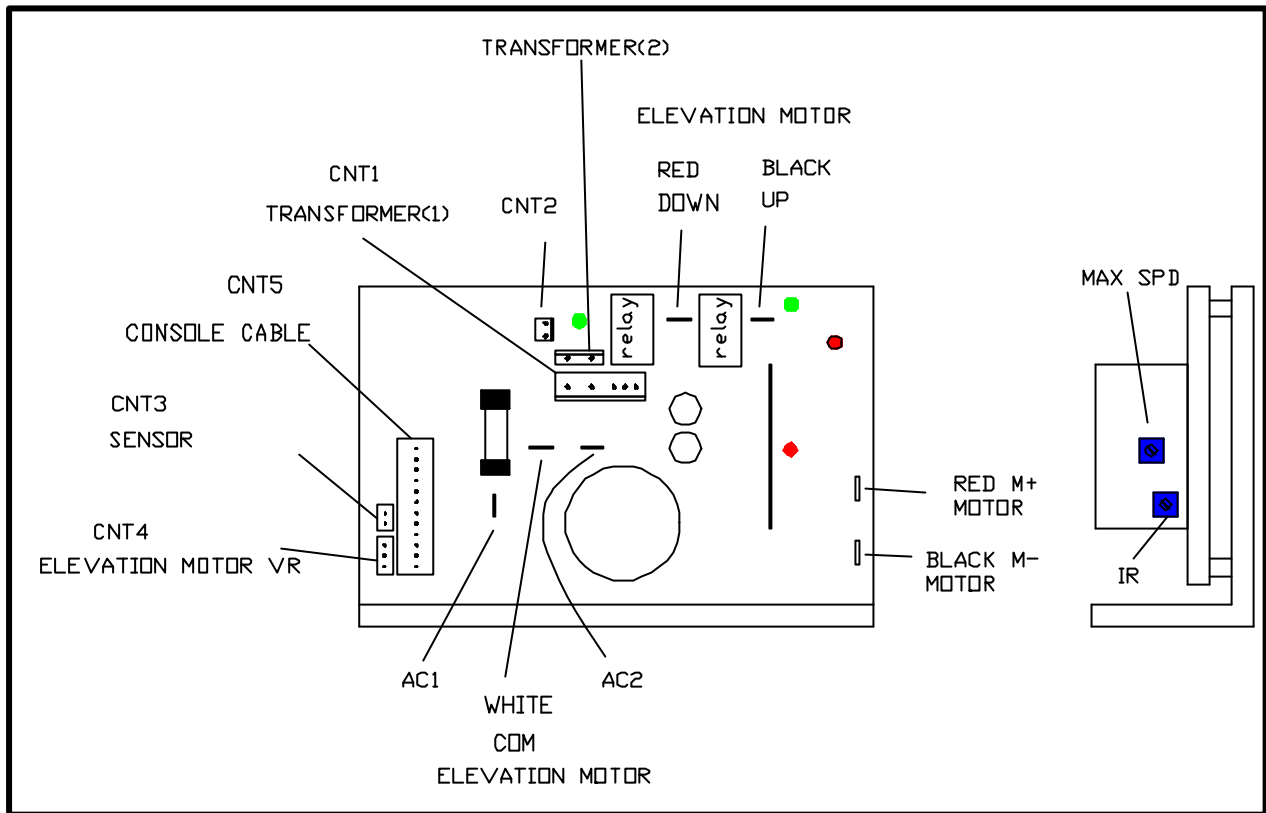 TRANSFORMER(2)
ELEVATION MOTOR
RED
DOWN
BLACK
UP
CNT1
TRANSFORMER(1)
CNT2
CNT5
CONSOLE CABLE
CNT3
SENSOR
CNT4
ELEVATION MOTOR VR
relay
relay
RED M+
MOTOR
BLACK M-
MOTOR
AC1
WHITE
COM
ELEVATION MOTOR
AC2
MAX SPD
IR